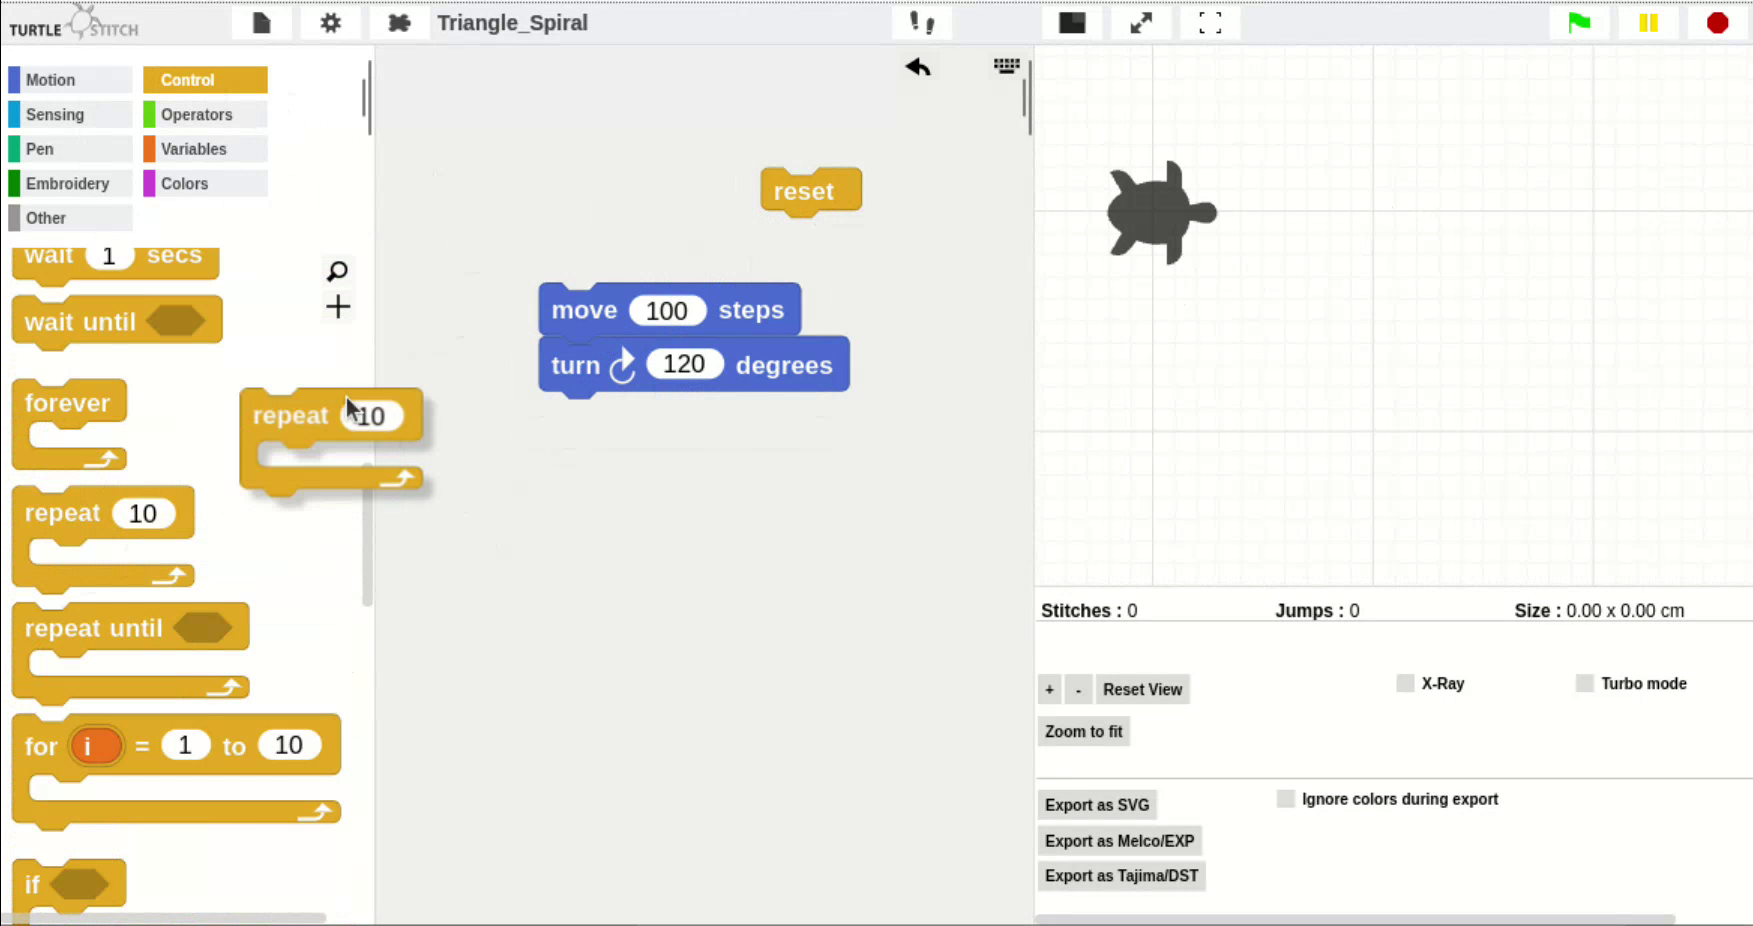 TURTLE STITCH
Triangle_Spiral
Motion
Control
Sensing
Operators
Pen
Variables
Embroidery
Colors
Other
wait 1 secs
wait until
forever
repeat 10
repeat until
for i = 1 to 10
if
repeat 10
reset
move 100 steps
turn 120 degrees
Stitches : 0
Jumps : 0
Size : 0.00 x 0.00 cm
+
-
Reset View
X-Ray
Turbo mode
Zoom to fit
Export as SVG
Ignore colors during export
Export as Melco/EXP
Export as Tajima/DST